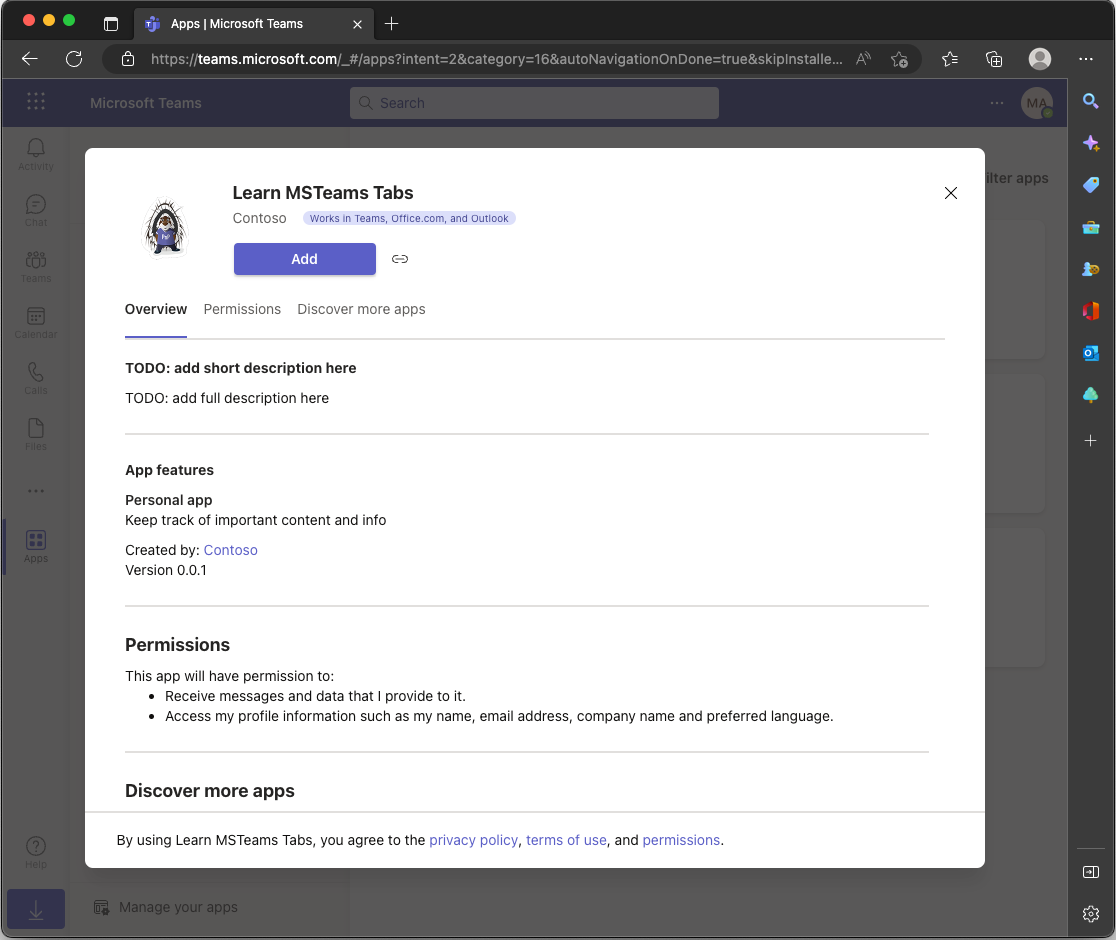 Apps | Microsoft Teams
https://teams.microsoft.com/_#/apps?intent=2&category=16&autoNavigationOnDone=true&skipInstalle...
Microsoft Teams
Search
MA
Activity
Chat
Teams
Calendar
Calls
Files
Apps
Help
ilter apps
Learn MSTeams Tabs
Contoso
Works in Teams, Office.com, and Outlook
Add
Overview
Permissions
Discover more apps
TODO: add short description here
TODO: add full description here
App features
Personal app
Keep track of important content and info
Created by: Contoso
Version 0.0.1
Permissions
This app will have permission to:
• Receive messages and data that I provide to it.
• Access my profile information such as my name, email address, company name and preferred language.
Discover more apps
By using Learn MSTeams Tabs, you agree to the privacy policy, terms of use, and permissions.
Manage your apps